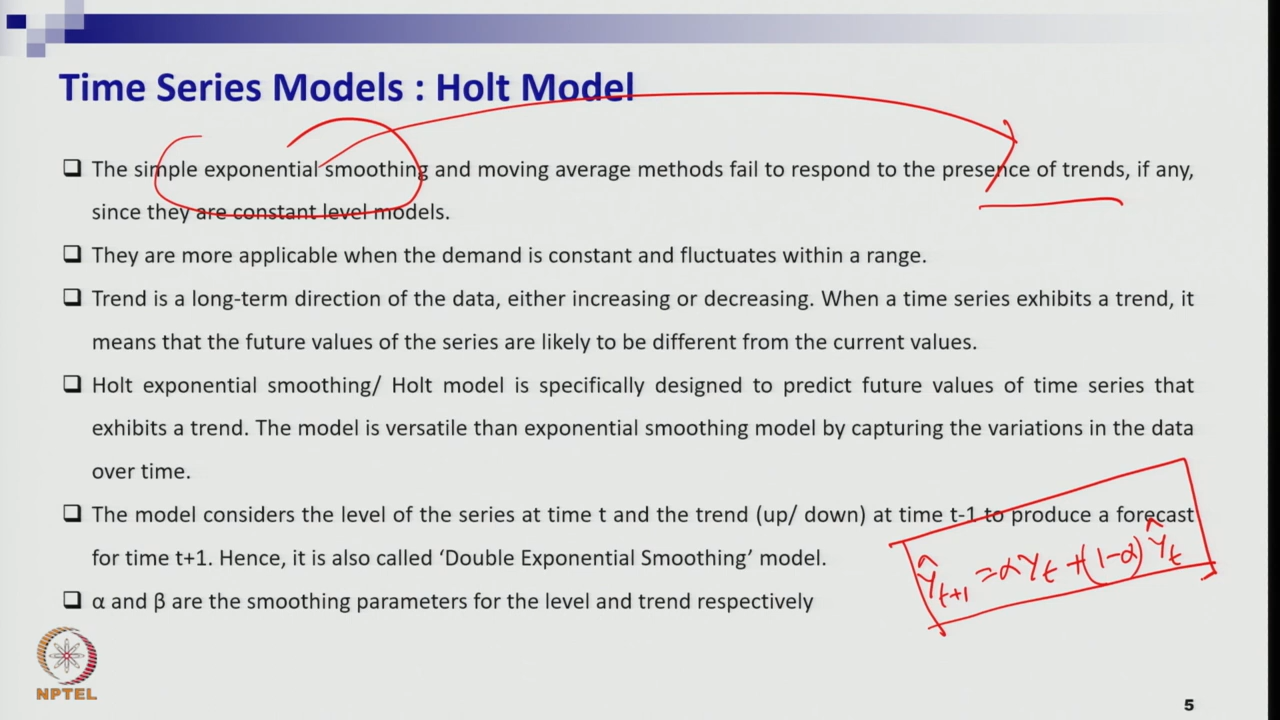 Time Series Models : Holt Model
❑ The simple exponential smoothing and moving average methods fail to respond to the presence of trends, if any,
since they are constant level models.
❑ They are more applicable when the demand is constant and fluctuates within a range.
❑ Trend is a long-term direction of the data, either increasing or decreasing. When a time series exhibits a trend, it
means that the future values of the series are likely to be different from the current values.
❑ Holt exponential smoothing/ Holt model is specifically designed to predict future values of time series that
exhibits a trend. The model is versatile than exponential smoothing model by capturing the variations in the data
over time.
❑ The model considers the level of the series at time t and the trend (up/ down) at time t-1 to produce a forecast
for time t+1. Hence, it is also called ‘Double Exponential Smoothing’ model.
Ŷ_{t+1} = αY_t + (1-α) Ŷ_t
❑ α and β are the smoothing parameters for the level and trend respectively
NPTEL
5